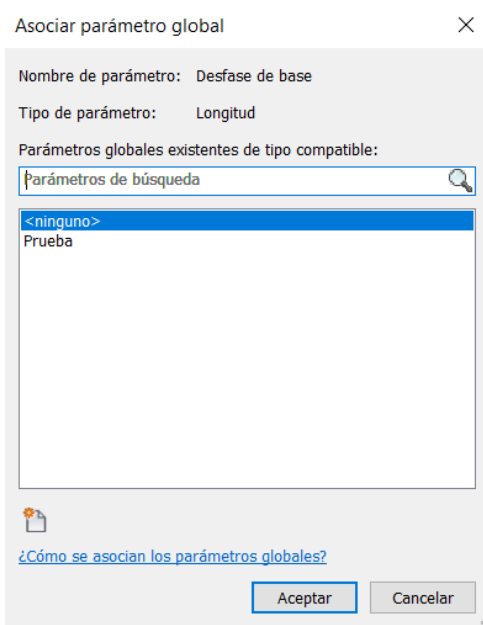 Asociar parámetro global
Nombre de parámetro: Desfase de base
Tipo de parámetro: Longitud
Parámetros globales existentes de tipo compatible:
Parámetros de búsqueda
<ninguno>
Prueba
¿Cómo se asocian los parámetros globales?
Aceptar Cancelar